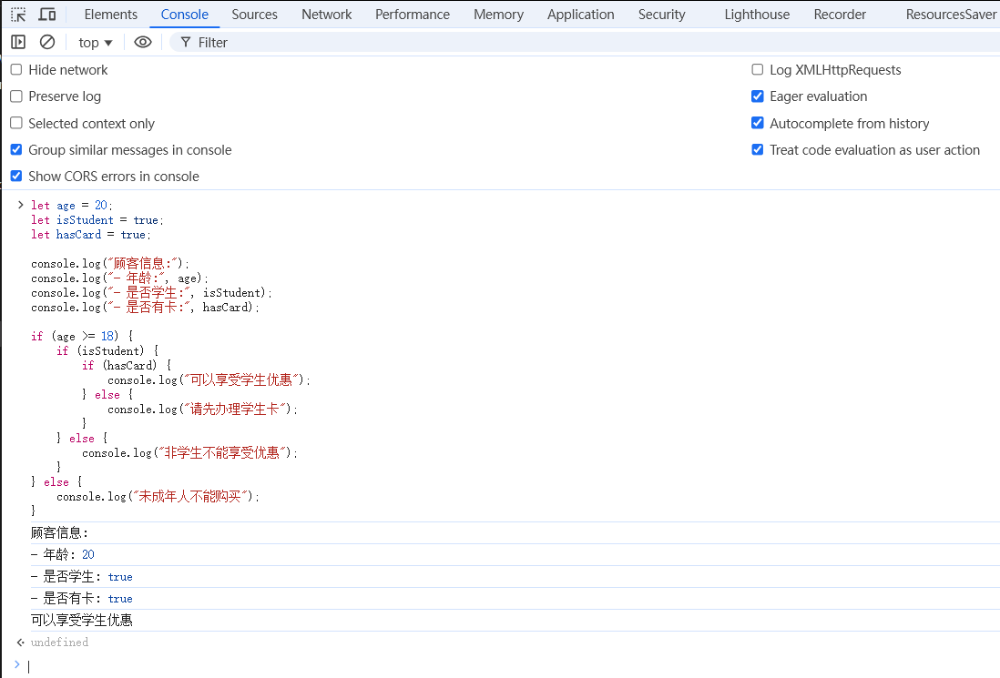 Elements Console Sources Network Performance Memory Application Security Lighthouse Recorder ResourcesSaver
top Filter
Hide network Log XMLHttpRequests
Preserve log Eager evaluation
Selected context only Autocomplete from history
Group similar messages in console Treat code evaluation as user action
Show CORS errors in console
let age = 20;
let isStudent = true;
let hasCard = true;
console.log("顾客信息:");
console.log("- 年龄:", age);
console.log("- 是否学生:", isStudent);
console.log("- 是否有卡:", hasCard);
if (age >= 18) {
    if (isStudent) {
        if (hasCard) {
            console.log("可以享受学生优惠");
        } else {
            console.log("请先办理学生卡");
        }
    } else {
        console.log("非学生不能享受优惠");
    }
} else {
    console.log("未成年人不能购买");
}
顾客信息:
- 年龄: 20
- 是否学生: true
- 是否有卡: true
可以享受学生优惠
undefined